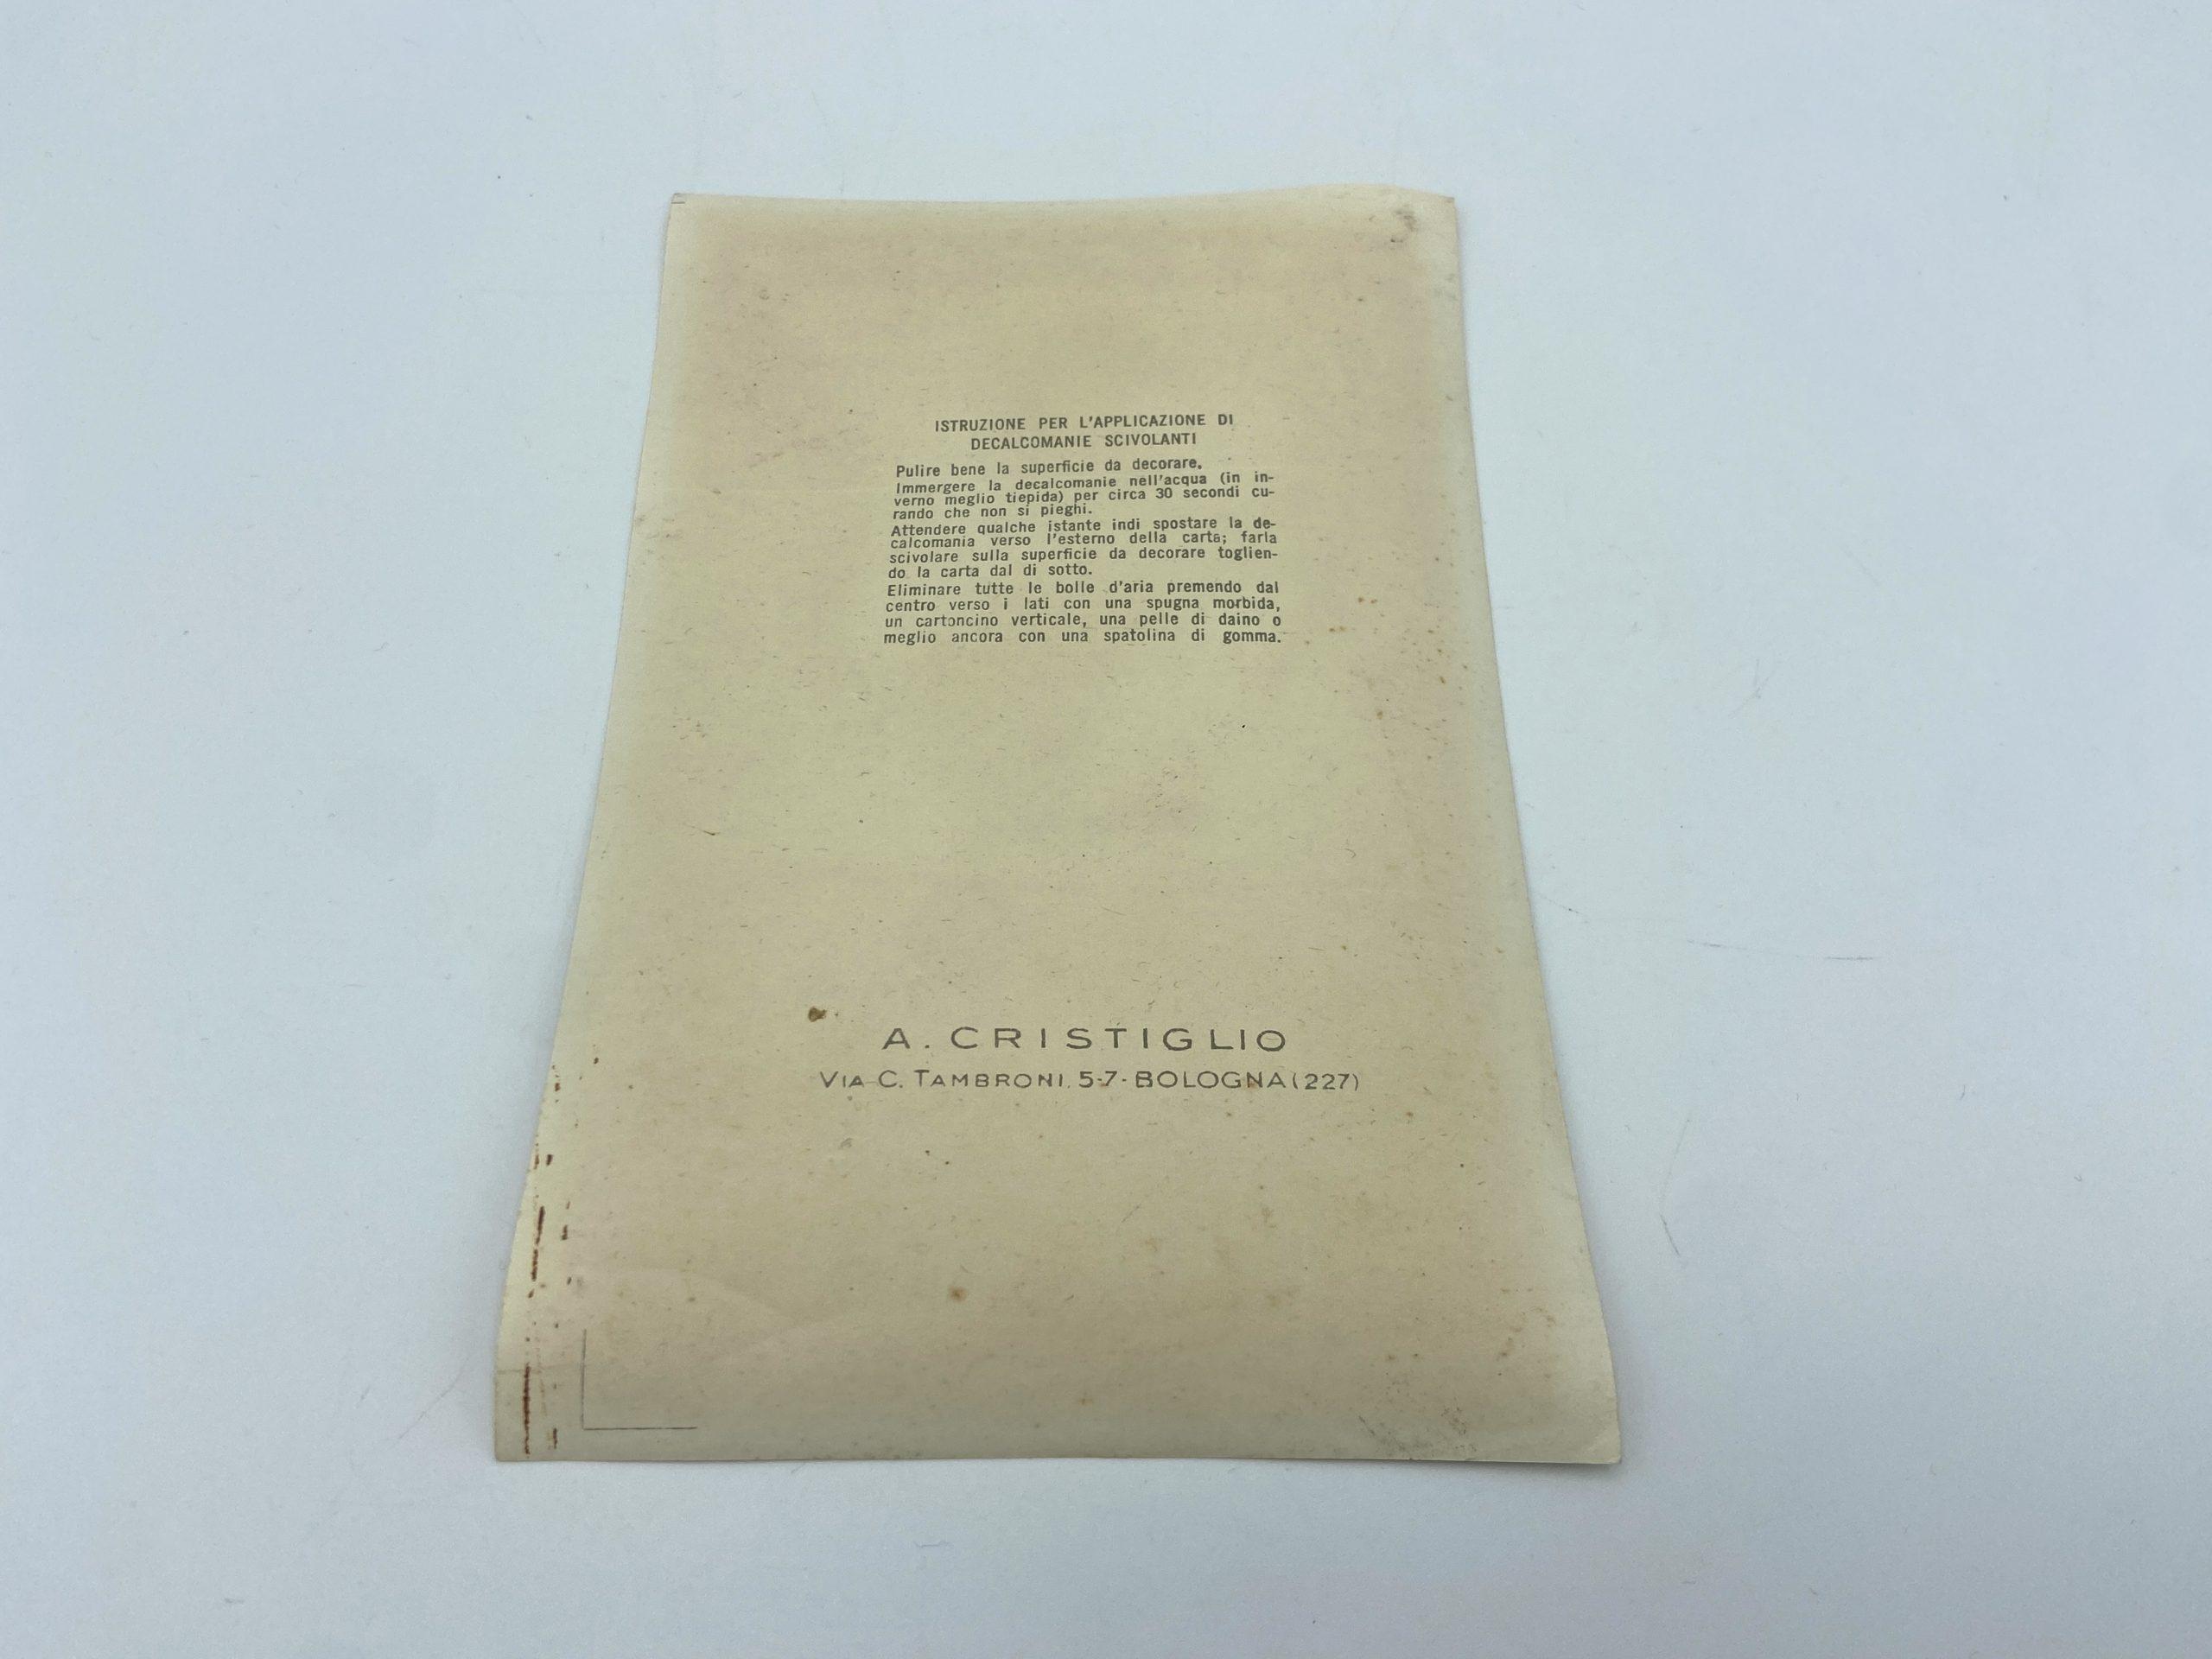 ISTRUZIONE PER L'APPLICAZIONE DI
DECALCOMANIE SCIVOLANTI
Pulire bene la superficie da decorare.
Immergere la decalcomanie nell'acqua (in in-
verno meglio tiepida) per circa 30 secondi cu-
rando che non si pieghi.
Attendere qualche istante indi spostare la de-
calcomania verso l'esterno della carta; farla
scivolare sulla superficie da decorare toglien-
do la carta dal di sotto.
Eliminare tutte le bolle d'aria premendo dal
centro verso i lati con una spugna morbida,
un cartoncino verticale, una pelle di daino o
meglio ancora con una spatolina di gomma.
A. CRISTIGLIO
VIA C. TAMBRONI. 5-7- BOLOGNA (227)